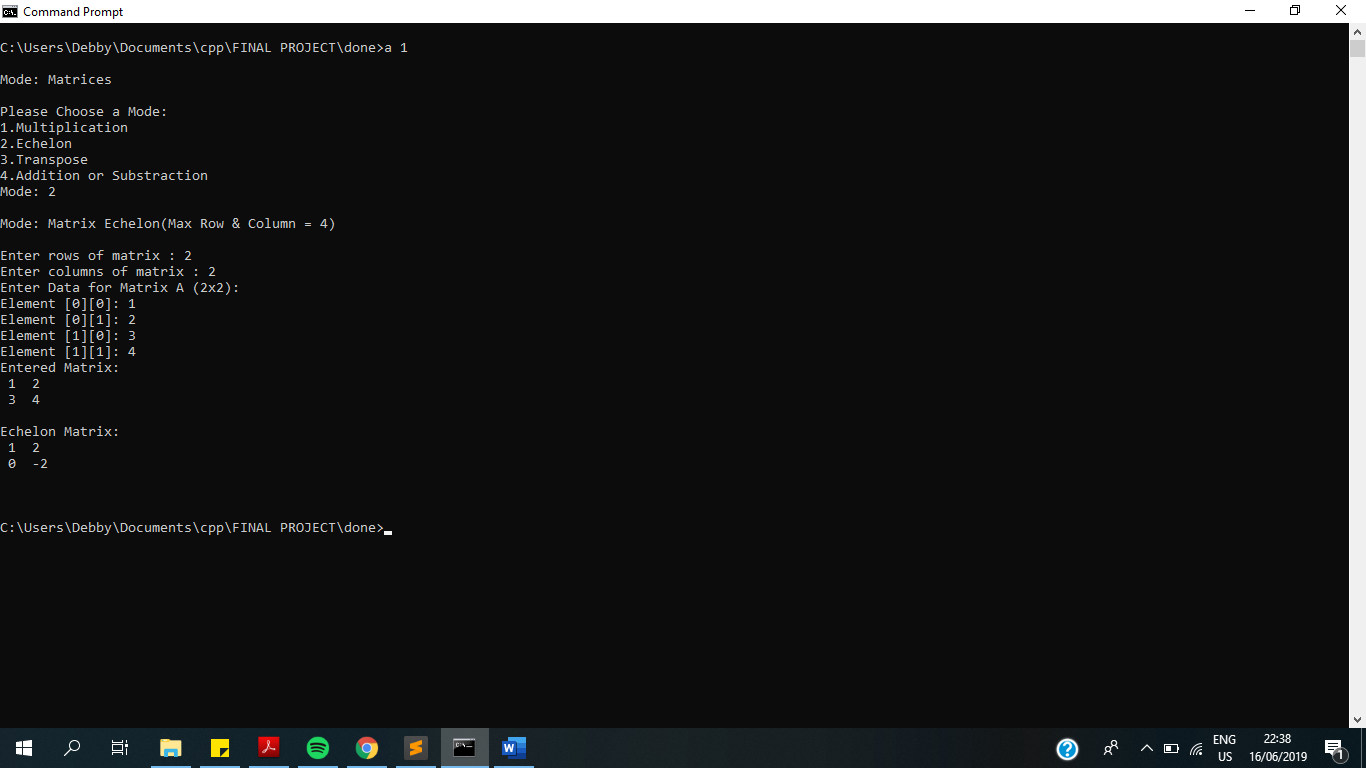 Command Prompt
C:\Users\Debby\Documents\cpp\FINAL PROJECT\done>a 1
Mode: Matrices
Please Choose a Mode:
1.Multiplication
2.Echelon
3.Transpose
4.Addition or Substraction
Mode: 2
Mode: Matrix Echelon(Max Row & Column = 4)
Enter rows of matrix : 2
Enter columns of matrix : 2
Enter Data for Matrix A (2x2):
Element [0][0]: 1
Element [0][1]: 2
Element [1][0]: 3
Element [1][1]: 4
Entered Matrix:
1 2
3 4
Echelon Matrix:
1 2
0 -2
C:\Users\Debby\Documents\cpp\FINAL PROJECT\done>
ENG
US
22:38
16/06/2019
1